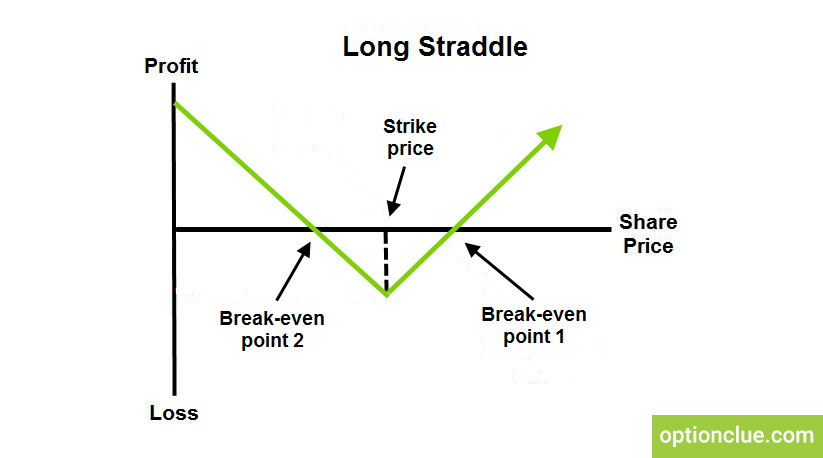 Long Straddle
Profit
Strike
price
Share
Price
Break-even
point 2
Break-even
point 1
Loss
optionclue.com